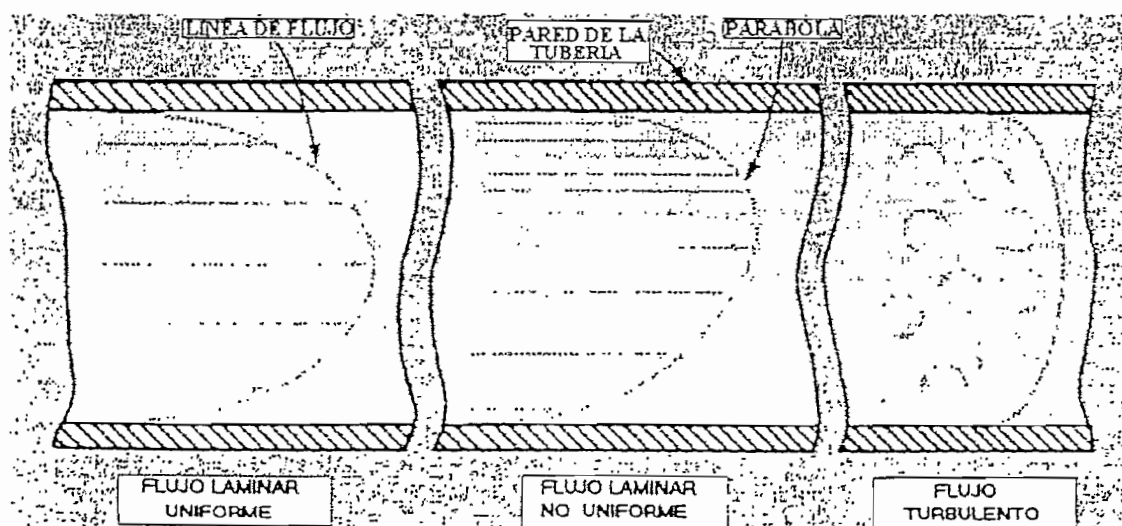 LINEA DE FLUJO
PARED DE LA
TUBERIA
PARABOLA
FLUJO LAMINAR
UNIFORME
FLUJO LAMINAR
NO UNIFORME
FLUJO
TURBULENTO